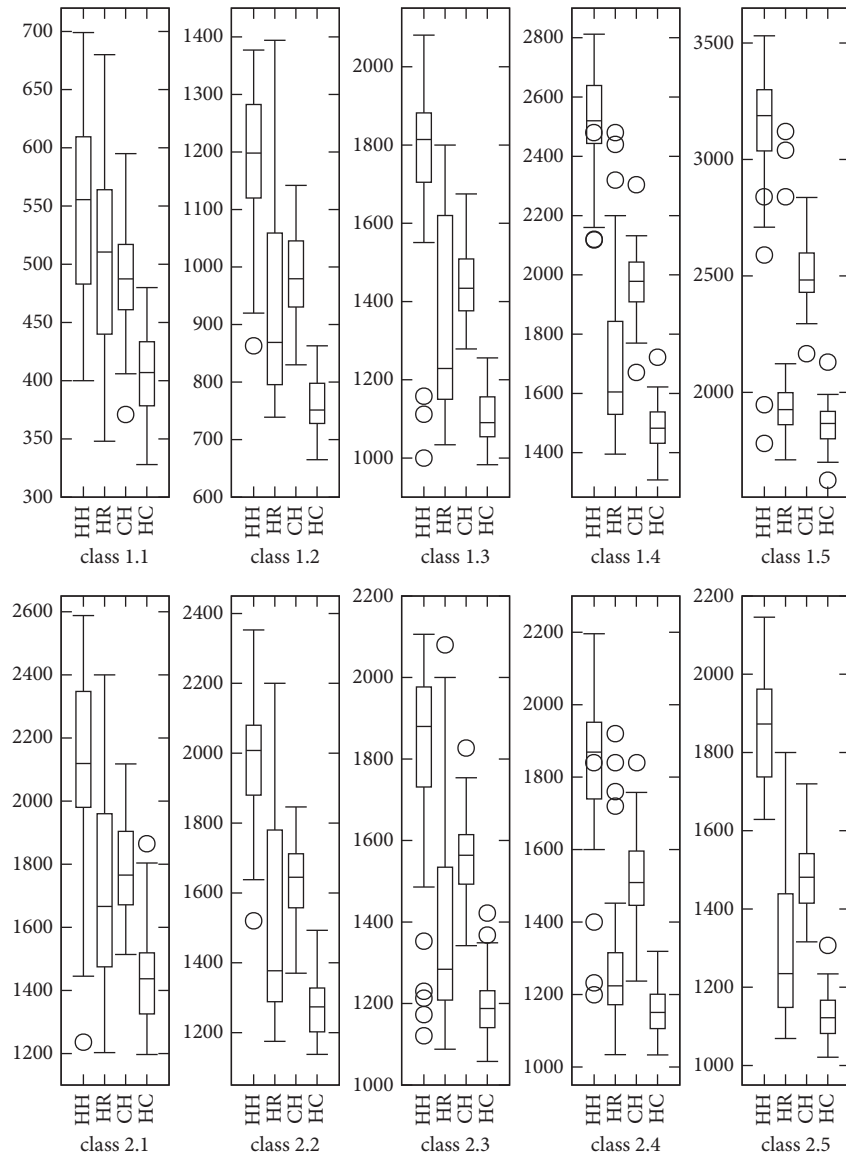 700
650
600
550
500
450
400
350
300
HH
HR
CH
HC
class 1.1
1400
1300
1200
1100
1000
900
800
700
600
HH
HR
CH
HC
class 1.2
2000
1800
1600
1400
1200
1000
HH
HR
CH
HC
class 1.3
2800
2600
2400
2200
2000
1800
1600
1400
HH
HR
CH
HC
class 1.4
3500
3000
2500
2000
HH
HR
CH
HC
class 1.5
2600
2400
2200
2000
1800
1600
1400
1200
HH
HR
CH
HC
class 2.1
2400
2200
2000
1800
1600
1400
1200
HH
HR
CH
HC
class 2.2
2200
2000
1800
1600
1400
1200
1000
HH
HR
CH
HC
class 2.3
2200
2000
1800
1600
1400
1200
1000
HH
HR
CH
HC
class 2.4
2200
2000
1800
1600
1400
1200
1000
HH
HR
CH
HC
class 2.5